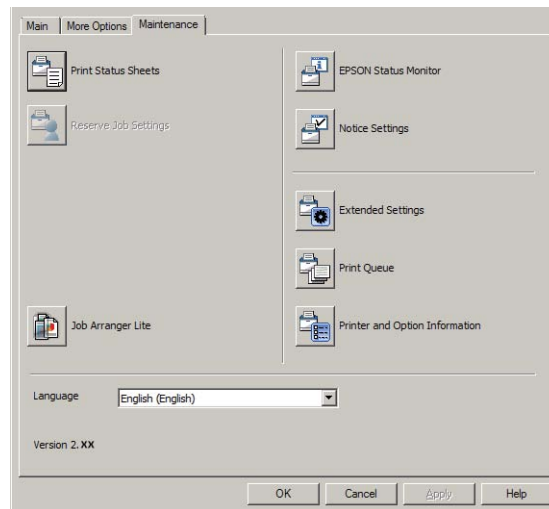 Main More Options Maintenance
Print Status Sheets
Reserve Job Settings
Job Arranger Lite
EPSON Status Monitor
Notice Settings
Extended Settings
Print Queue
Printer and Option Information
Language English (English)
Version 2.XX
OK Cancel Apply Help